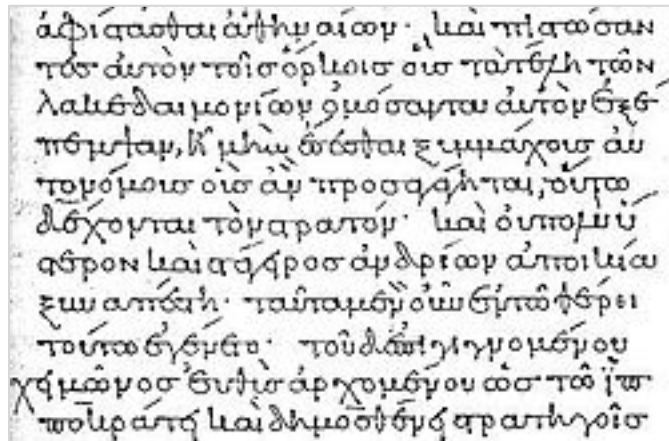 ἀφίστασθαι ἀθηναίων· καὶ πιστώσαν
τες αὐτὸν τοῖς ὅρκοις οὓς τὰ τέλη τῶν
λακεδαιμονίων ὀμόσαντα αὐτὸν ἐξέ
πεμψαν, ἦ μὴν ἔσεσθαι ξυμμάχους αὐ
τονόμους οὓς ἂν προσαγάγηται, οὕτω
δέχονται τὸν στρατόν· καὶ οὐ πολὺ ὕ
στερον καὶ στάγειρος ἀνδρίων ἀποικία
ξυναπέστη· ταῦτα μὲν οὖν ἐν τῶ θέρει
τούτω ἐγένετο· τοῦ δ' ἐπιγιγνομένου
χειμῶνος εὐθὺς ἀρχομένου ὡς τῶ ἱπ
ποκράτει καὶ δημοσθένει στρατηγοῖς